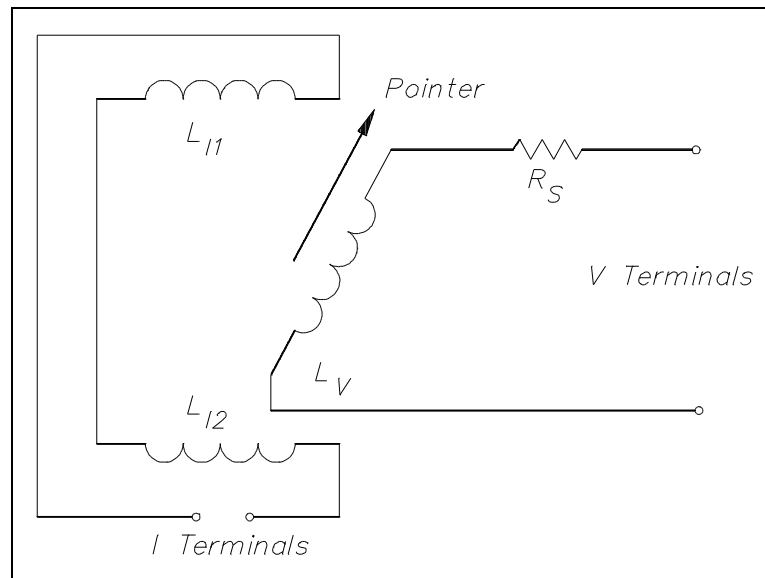 Pointer
L_I1
R_S
V Terminals
L_V
L_I2
I Terminals